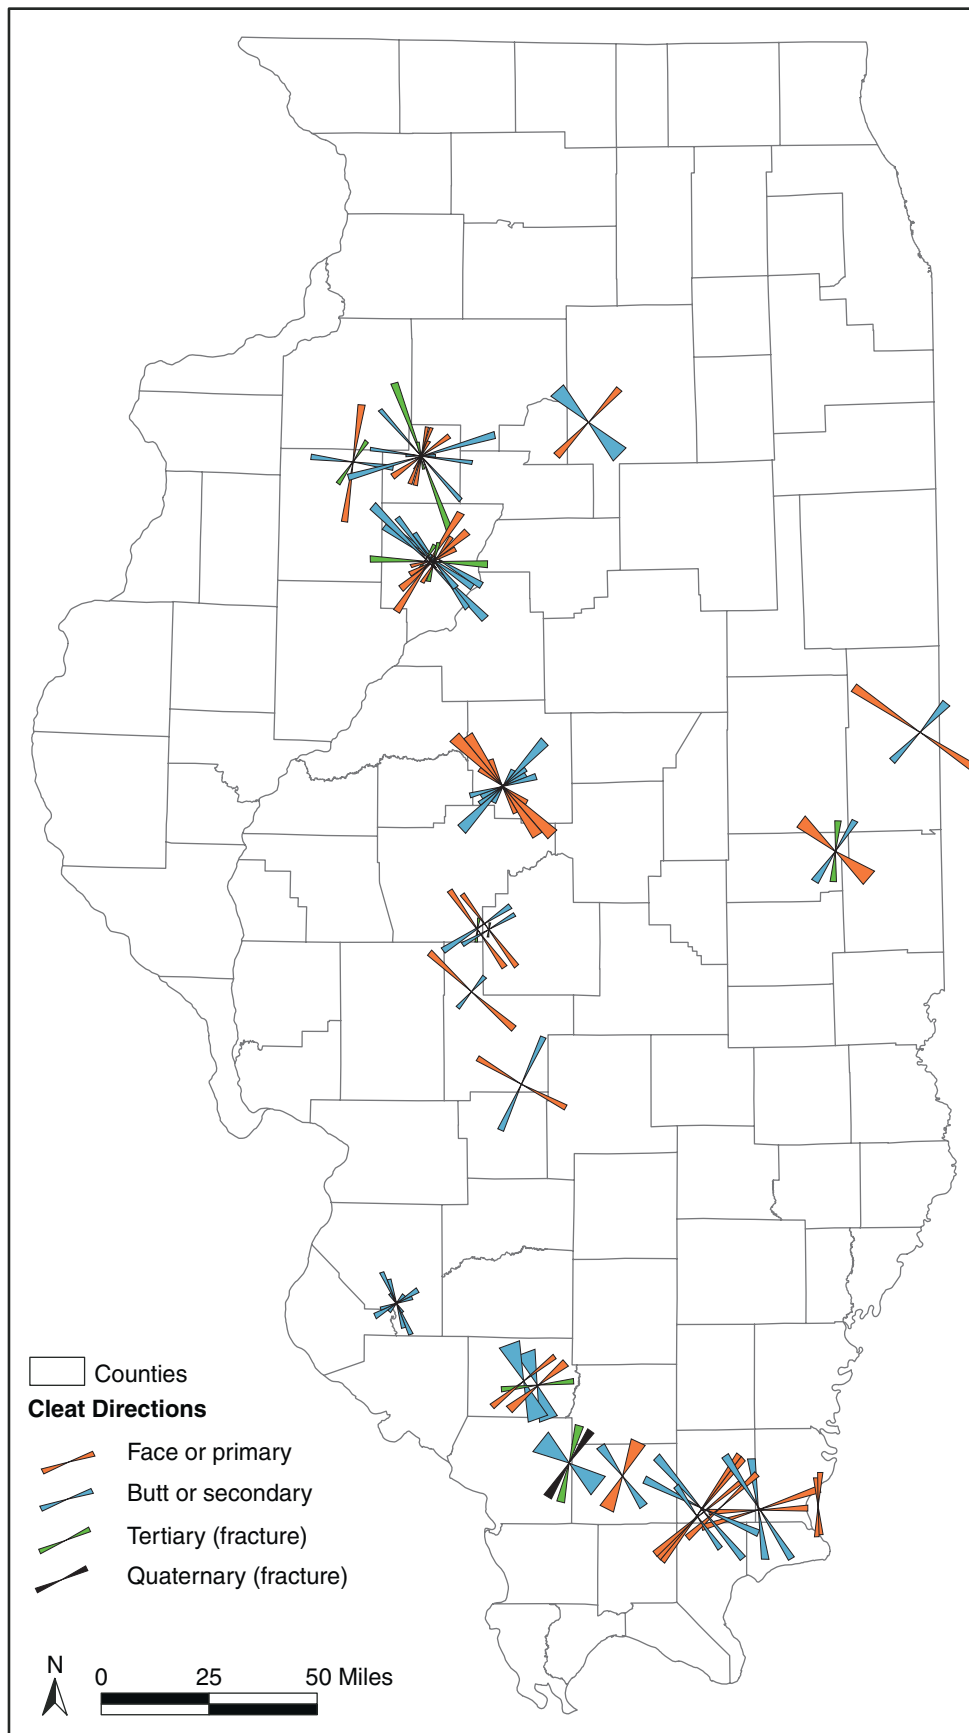 Counties
Cleat Directions
Face or primary
Butt or secondary
Tertiary (fracture)
Quaternary (fracture)
N
0 25 50 Miles